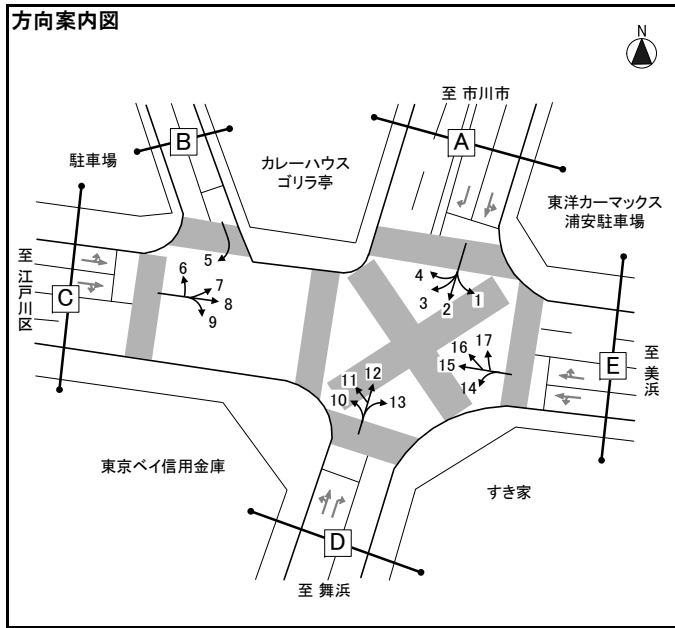 方向案内図
N
至 市川市
A
B
駐車場
カレーハウス
ゴリラ亭
東洋カーマックス
浦安駐車場
至 江戸川区
C
5
6
7
8
9
4
3
2
1
17
16
15
14
E
至 美浜
12
11
10
13
東京ベイ信用金庫
すき家
D
至 舞浜